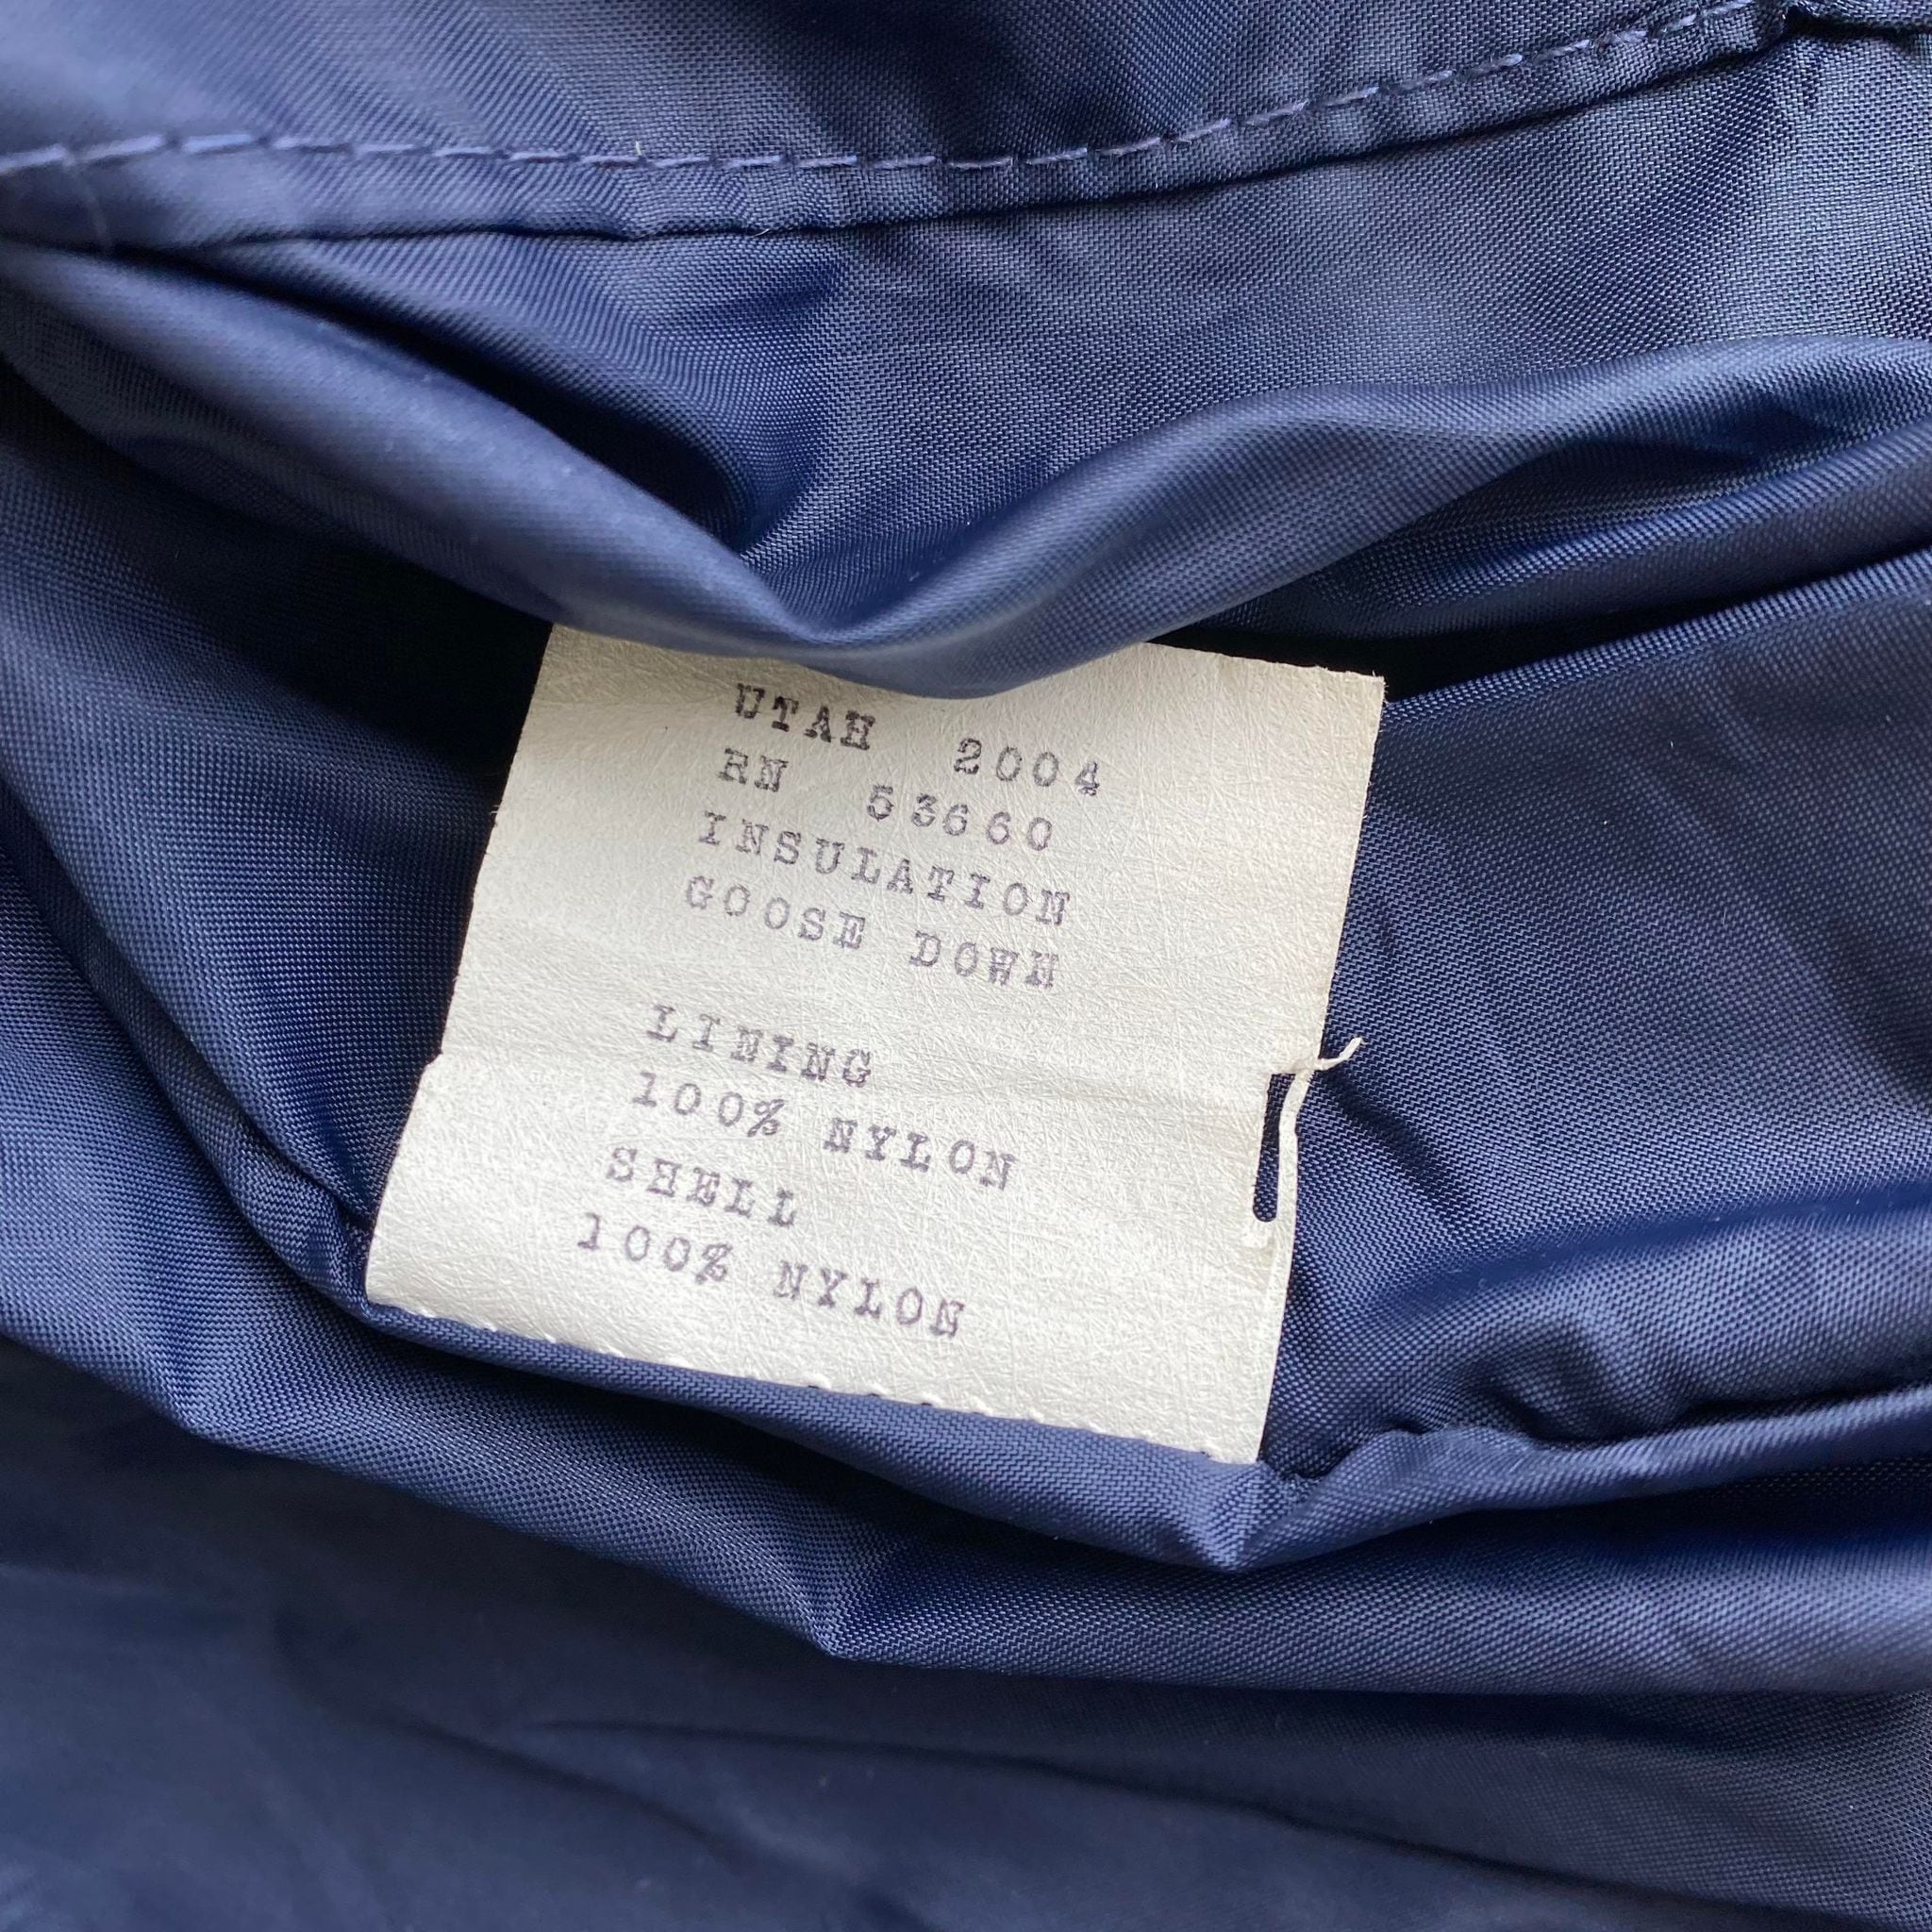 UTAH 2004
RN 53660
INSULATION
GOOSE DOWN
LINING
100% NYLON
SHELL
100% NYLON